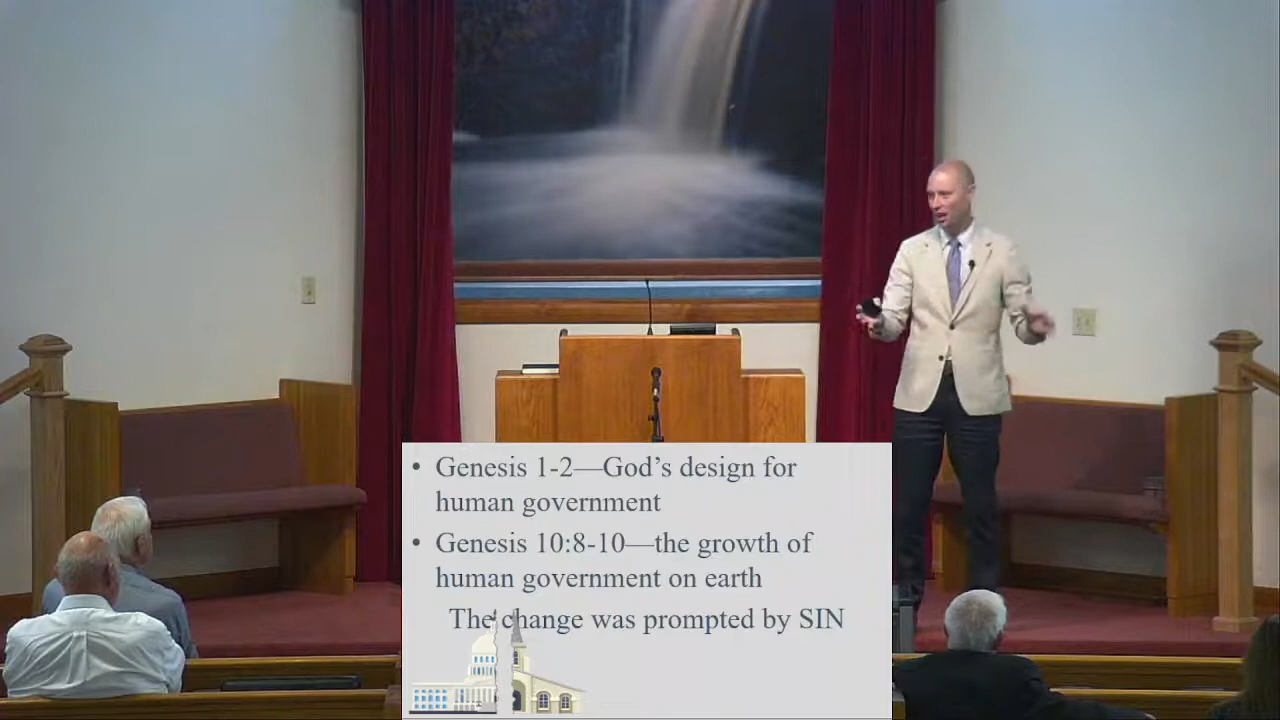 • Genesis 1-2—God's design for
human government
• Genesis 10:8-10—the growth of
human government on earth
The change was prompted by SIN